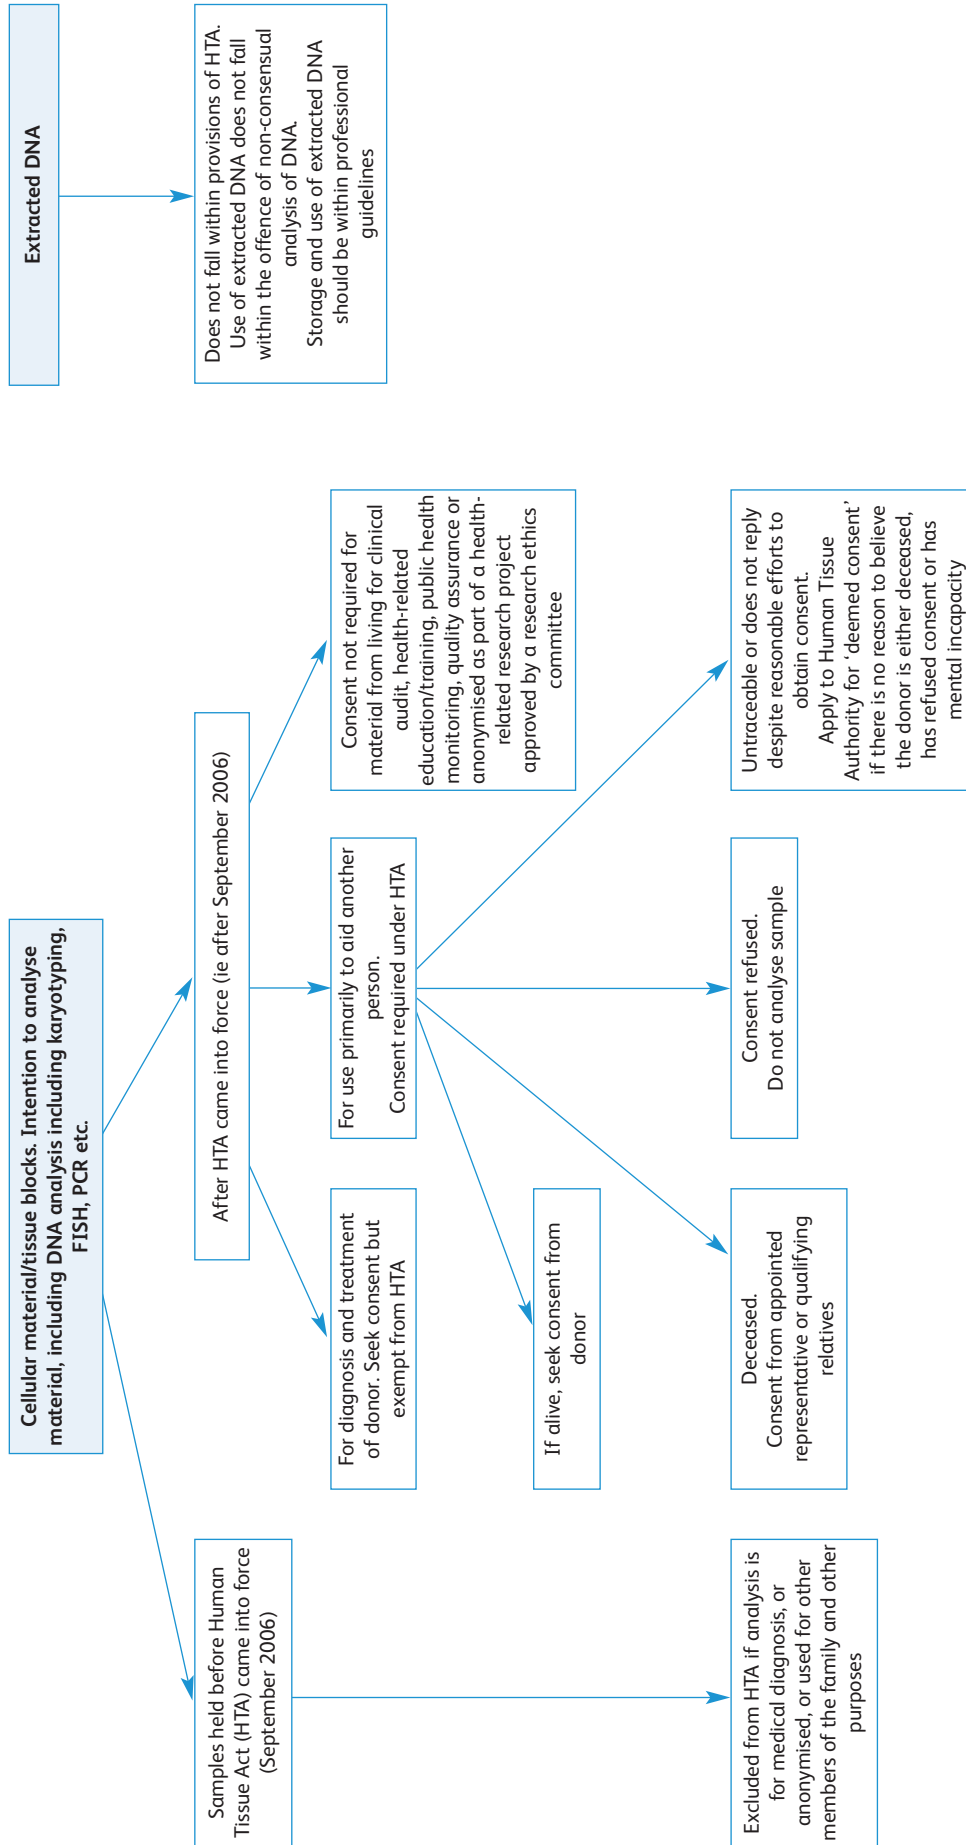 Cellular material/tissue blocks. Intention to analyse
material, including DNA analysis including karyotyping,
FISH, PCR etc.
Extracted DNA
Samples held before Human
Tissue Act (HTA) came into force
(September 2006)
After HTA came into force (ie after September 2006)
Does not fall within provisions of HTA.
Use of extracted DNA does not fall
within the offence of non-consensual
analysis of DNA.
Storage and use of extracted DNA
should be within professional
guidelines
For diagnosis and treatment
of donor. Seek consent but
exempt from HTA
For use primarily to aid another
person.
Consent required under HTA
Consent not required for
material from living for clinical
audit, health-related
education/training, public health
monitoring, quality assurance or
anonymised as part of a health-
related research project
approved by a research ethics
committee
If alive, seek consent from
donor
Excluded from HTA if analysis is
for medical diagnosis, or
anonymised, or used for other
members of the family and other
purposes
Deceased.
Consent from appointed
representative or qualifying
relatives
Consent refused.
Do not analyse sample
Untraceable or does not reply
despite reasonable efforts to
obtain consent.
Apply to Human Tissue
Authority for ‘deemed consent’
if there is no reason to believe
the donor is either deceased,
has refused consent or has
mental incapacity